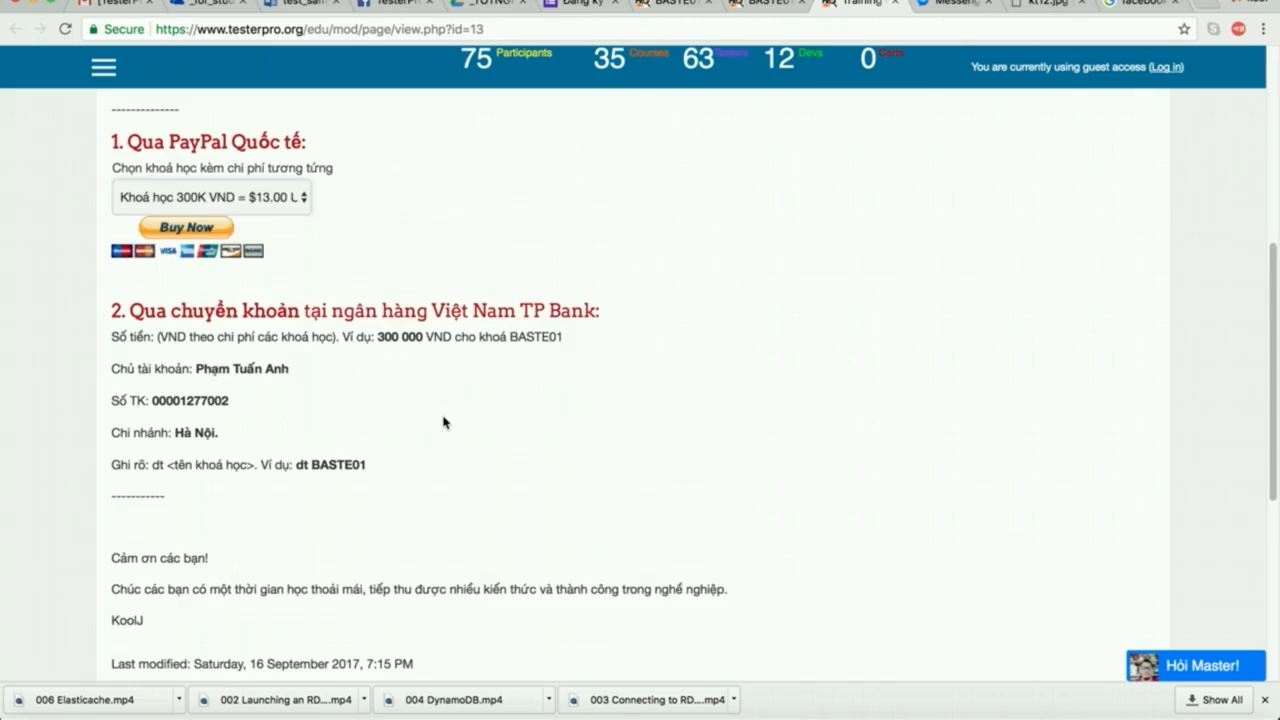 Secure https://www.testerpro.org/edu/mod/page/view.php?id=13
75 Participants 35 Courses 63 Testers 12 Devs 0
You are currently using guest access (Log in)
--------------
1. Qua PayPal Quốc tế:
Chọn khoá học kèm chi phí tương tứng
Khoá học 300K VND = $13.00 U
Buy Now
VISA
2. Qua chuyển khoản tại ngân hàng Việt Nam TP Bank:
Số tiền: (VND theo chi phí các khoá học). Ví dụ: 300 000 VND cho khoá BASTE01
Chủ tài khoản: Phạm Tuấn Anh
Số TK: 00001277002
Chi nhánh: Hà Nội.
Ghi rõ: dt <tên khoá học>. Ví dụ: dt BASTE01
-----------
Cảm ơn các bạn!
Chúc các bạn có một thời gian học thoải mái, tiếp thu được nhiều kiến thức và thành công trong nghề nghiệp.
KoolJ
Last modified: Saturday, 16 September 2017, 7:15 PM
Hỏi Master!
006 Elasticache.mp4
002 Launching an RD....mp4
004 DynamoDB.mp4
003 Connecting to RD....mp4
Show All